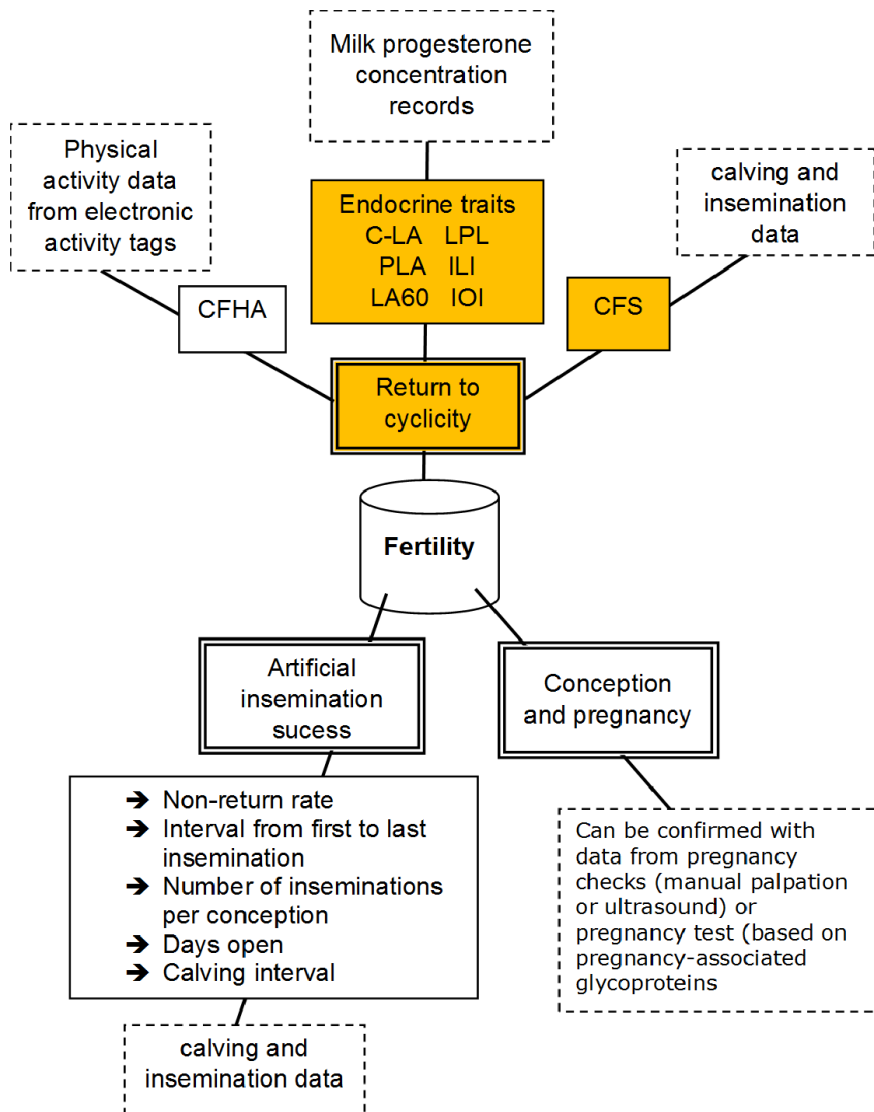 Milk progesterone
concentration
records
Physical
activity data
from electronic
activity tags
Endocrine traits
C-LA LPL
PLA ILI
LA60 IOI
calving and
insemination
data
CFHA
CFS
Return to
cyclicity
Fertility
Artificial
insemination
sucess
Conception
and pregnancy
➔ Non-return rate
➔ Interval from first to last
insemination
➔ Number of inseminations
per conception
➔ Days open
➔ Calving interval
Can be confirmed with
data from pregnancy
checks (manual palpation
or ultrasound) or
pregnancy test (based on
pregnancy-associated
glycoproteins
calving and
insemination data